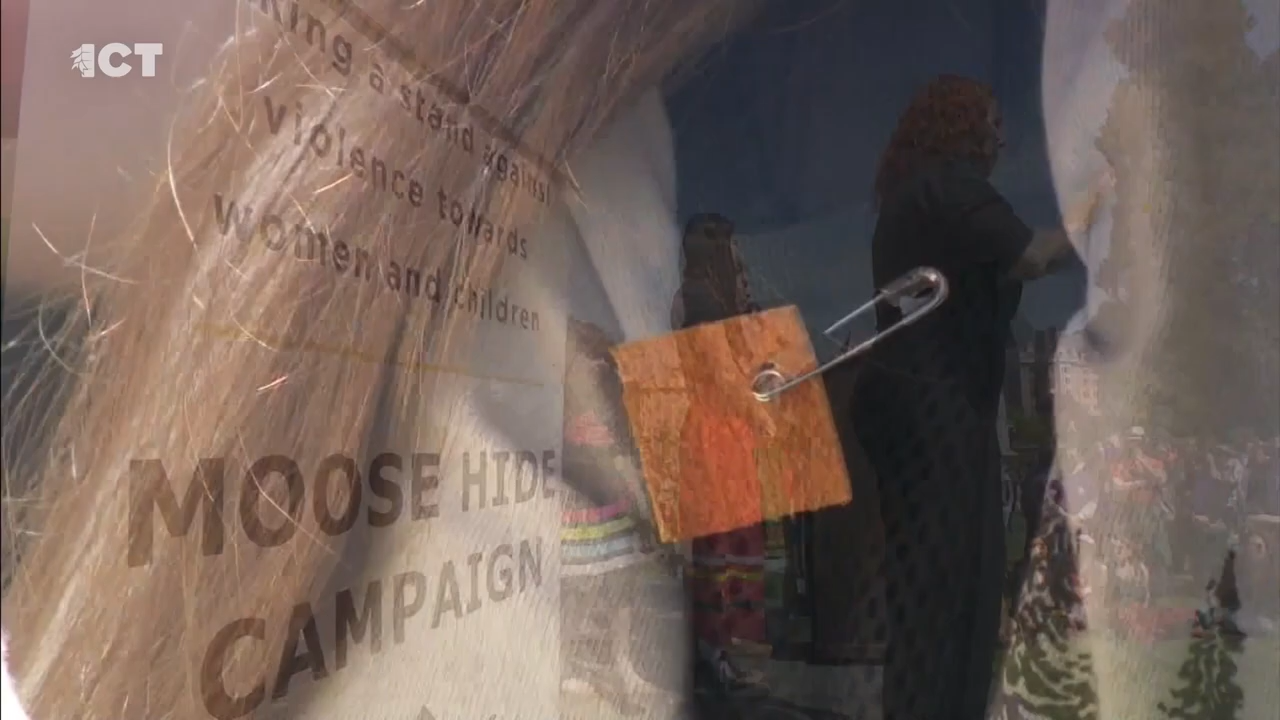 ICT
king a stand against
violence towards
women and children
MOOSE HIDE
CAMPAIGN